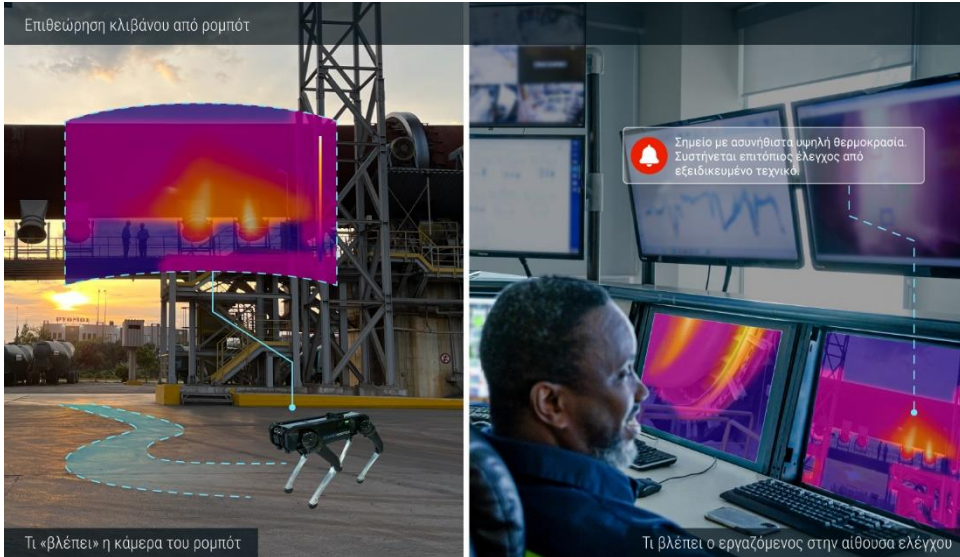 Επιθεώρηση κλιβάνου από ρομπότ
Σημείο με ασυνήθιστα υψηλή θερμοκρασία.
Συστήνεται επιτόπιος έλεγχος από
εξειδικευμένο τεχνικό.
Τι «βλέπει» η κάμερα του ρομπότ
Τι βλέπει ο εργαζόμενος στην αίθουσα ελέγχου